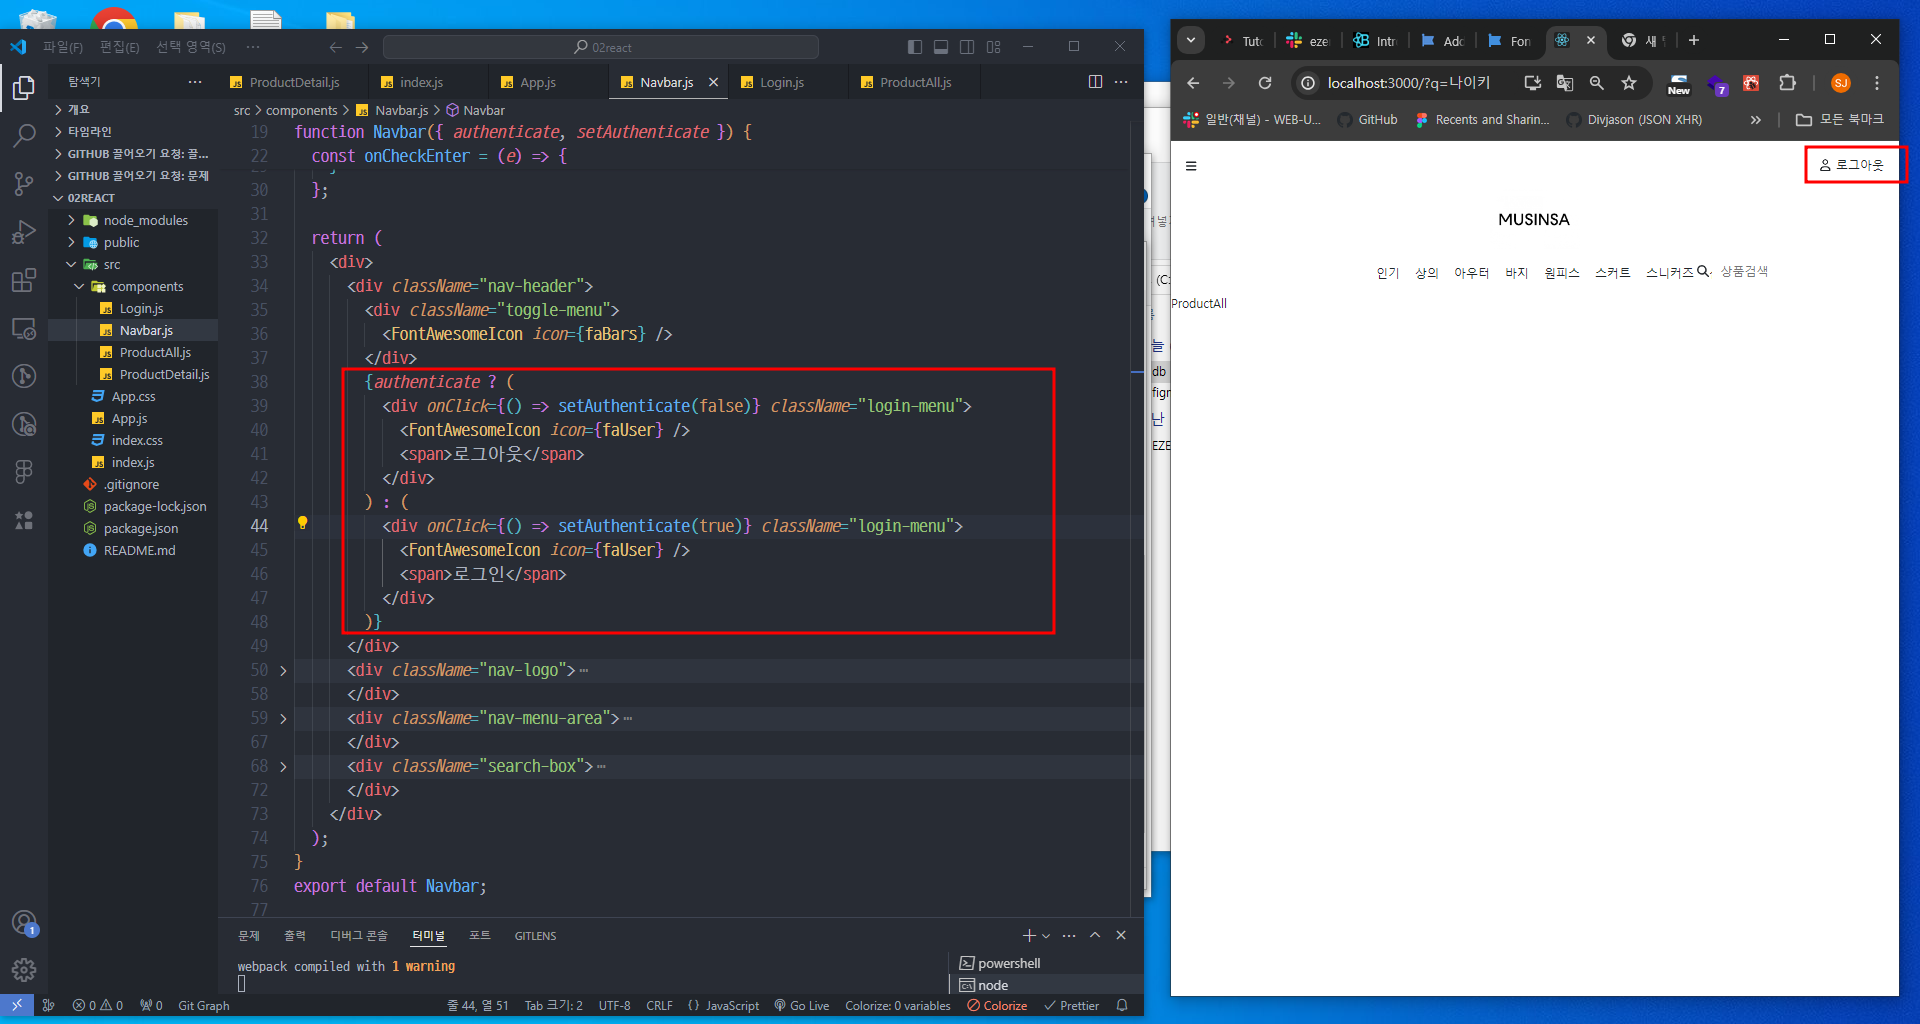 파일(F) 편집(E) 선택 영역(S) ···
02react
탐색기 ···
개요
타임라인
GITHUB 끌어오기 요청: 끌...
GITHUB 끌어오기 요청: 문제
02REACT
node_modules
public
src
components
Login.js
Navbar.js
ProductAll.js
ProductDetail.js
App.css
App.js
index.css
index.js
.gitignore
package-lock.json
package.json
README.md
1
ProductDetail.js index.js App.js Navbar.js Login.js ProductAll.js
src > components > Navbar.js > Navbar
19 function Navbar({ authenticate, setAuthenticate }) {
22 const onCheckEnter = (e) => {
30 };
31
32 return (
33 <div>
34 <div className="nav-header">
35 <div className="toggle-menu">
36 <FontAwesomeIcon icon={faBars} />
37 </div>
38 {authenticate ? (
39 <div onClick={() => setAuthenticate(false)} className="login-menu">
40 <FontAwesomeIcon icon={faUser} />
41 <span>로그아웃</span>
42 </div>
43 ) : (
44 <div onClick={() => setAuthenticate(true)} className="login-menu">
45 <FontAwesomeIcon icon={faUser} />
46 <span>로그인</span>
47 </div>
48 )}
49 </div>
50 <div className="nav-logo">···
58 </div>
59 <div className="nav-menu-area">···
67 </div>
68 <div className="search-box">···
72 </div>
73 </div>
74 );
75 }
76 export default Navbar;
77
문제 출력 디버그 콘솔 터미널 포트 GITLENS
webpack compiled with 1 warning
powershell
node
0 0 0 Git Graph 줄 44, 열 51 Tab 크기: 2 UTF-8 CRLF {} JavaScript Go Live Colorize: 0 variables Colorize Prettier
(C:
늘
db
figr
난
EZE
Tuto eze Intr Add Fon 새
localhost:3000/?q=나이키 New 7 SJ
일반(채널) - WEB-U... GitHub Recents and Sharin... Divjason (JSON XHR) » 모든 북마크
로그아웃
MUSINSA
인기 상의 아우터 바지 원피스 스커트 스니커즈 상품검색
ProductAll